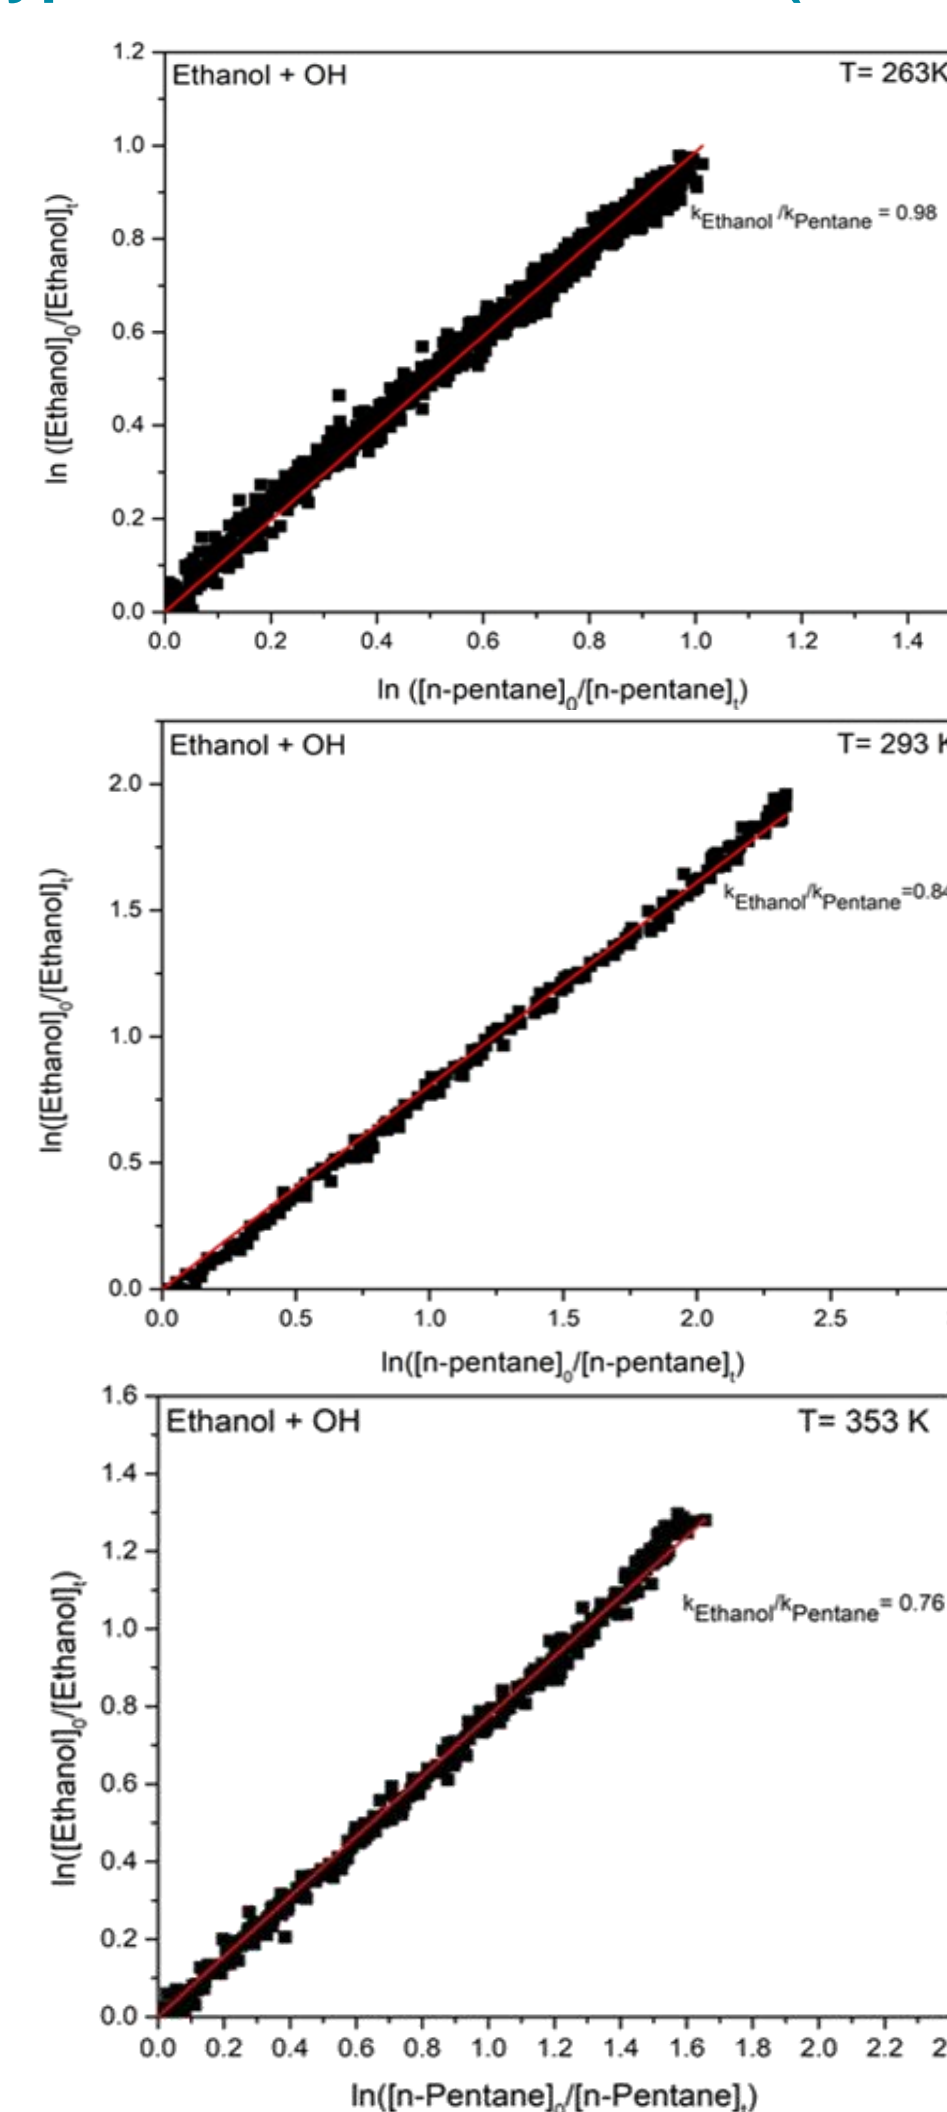 Ethanol + OH T= 263K
1.2
1.0
0.8
0.6
0.4
0.2
0.0
ln ([Ethanol]0/[Ethanol]t)
kEthanol /kPentane = 0.98
0.0 0.2 0.4 0.6 0.8 1.0 1.2 1.4
ln ([n-pentane]0/[n-pentane]t)
Ethanol + OH T= 293 K
2.0
1.5
1.0
0.5
0.0
ln([Ethanol]0/[Ethanol]t)
kEthanol/kPentane=0.84
0.0 0.5 1.0 1.5 2.0 2.5
ln([n-pentane]0/[n-pentane]t)
Ethanol + OH T= 353 K
1.6
1.4
1.2
1.0
0.8
0.6
0.4
0.2
0.0
ln([Ethanol]0/[Ethanol]t)
kEthanol/kPentane= 0.76
0.0 0.2 0.4 0.6 0.8 1.0 1.2 1.4 1.6 1.8 2.0 2.2
ln([n-Pentane]0/[n-Pentane]t)